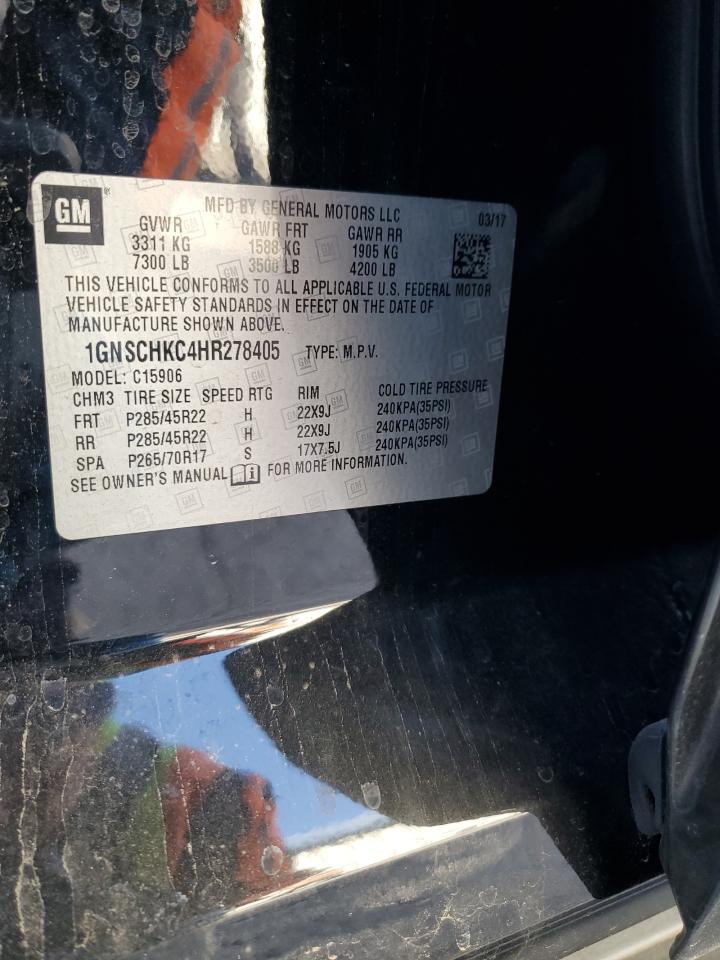 GM
MFD BY GENERAL MOTORS LLC 03/17
GVWR GAWR FRT GAWR RR
3311 KG 1588 KG 1905 KG
7300 LB 3500 LB 4200 LB
THIS VEHICLE CONFORMS TO ALL APPLICABLE U.S. FEDERAL MOTOR
VEHICLE SAFETY STANDARDS IN EFFECT ON THE DATE OF
MANUFACTURE SHOWN ABOVE.
1GNSCHKC4HR278405 TYPE: M.P.V.
MODEL: C15906
CHM3 TIRE SIZE SPEED RTG RIM COLD TIRE PRESSURE
FRT P285/45R22 H 22X9J 240KPA(35PSI)
RR P285/45R22 H 22X9J 240KPA(35PSI)
SPA P265/70R17 S 17X7.5J 240KPA(35PSI)
SEE OWNER'S MANUAL FOR MORE INFORMATION.